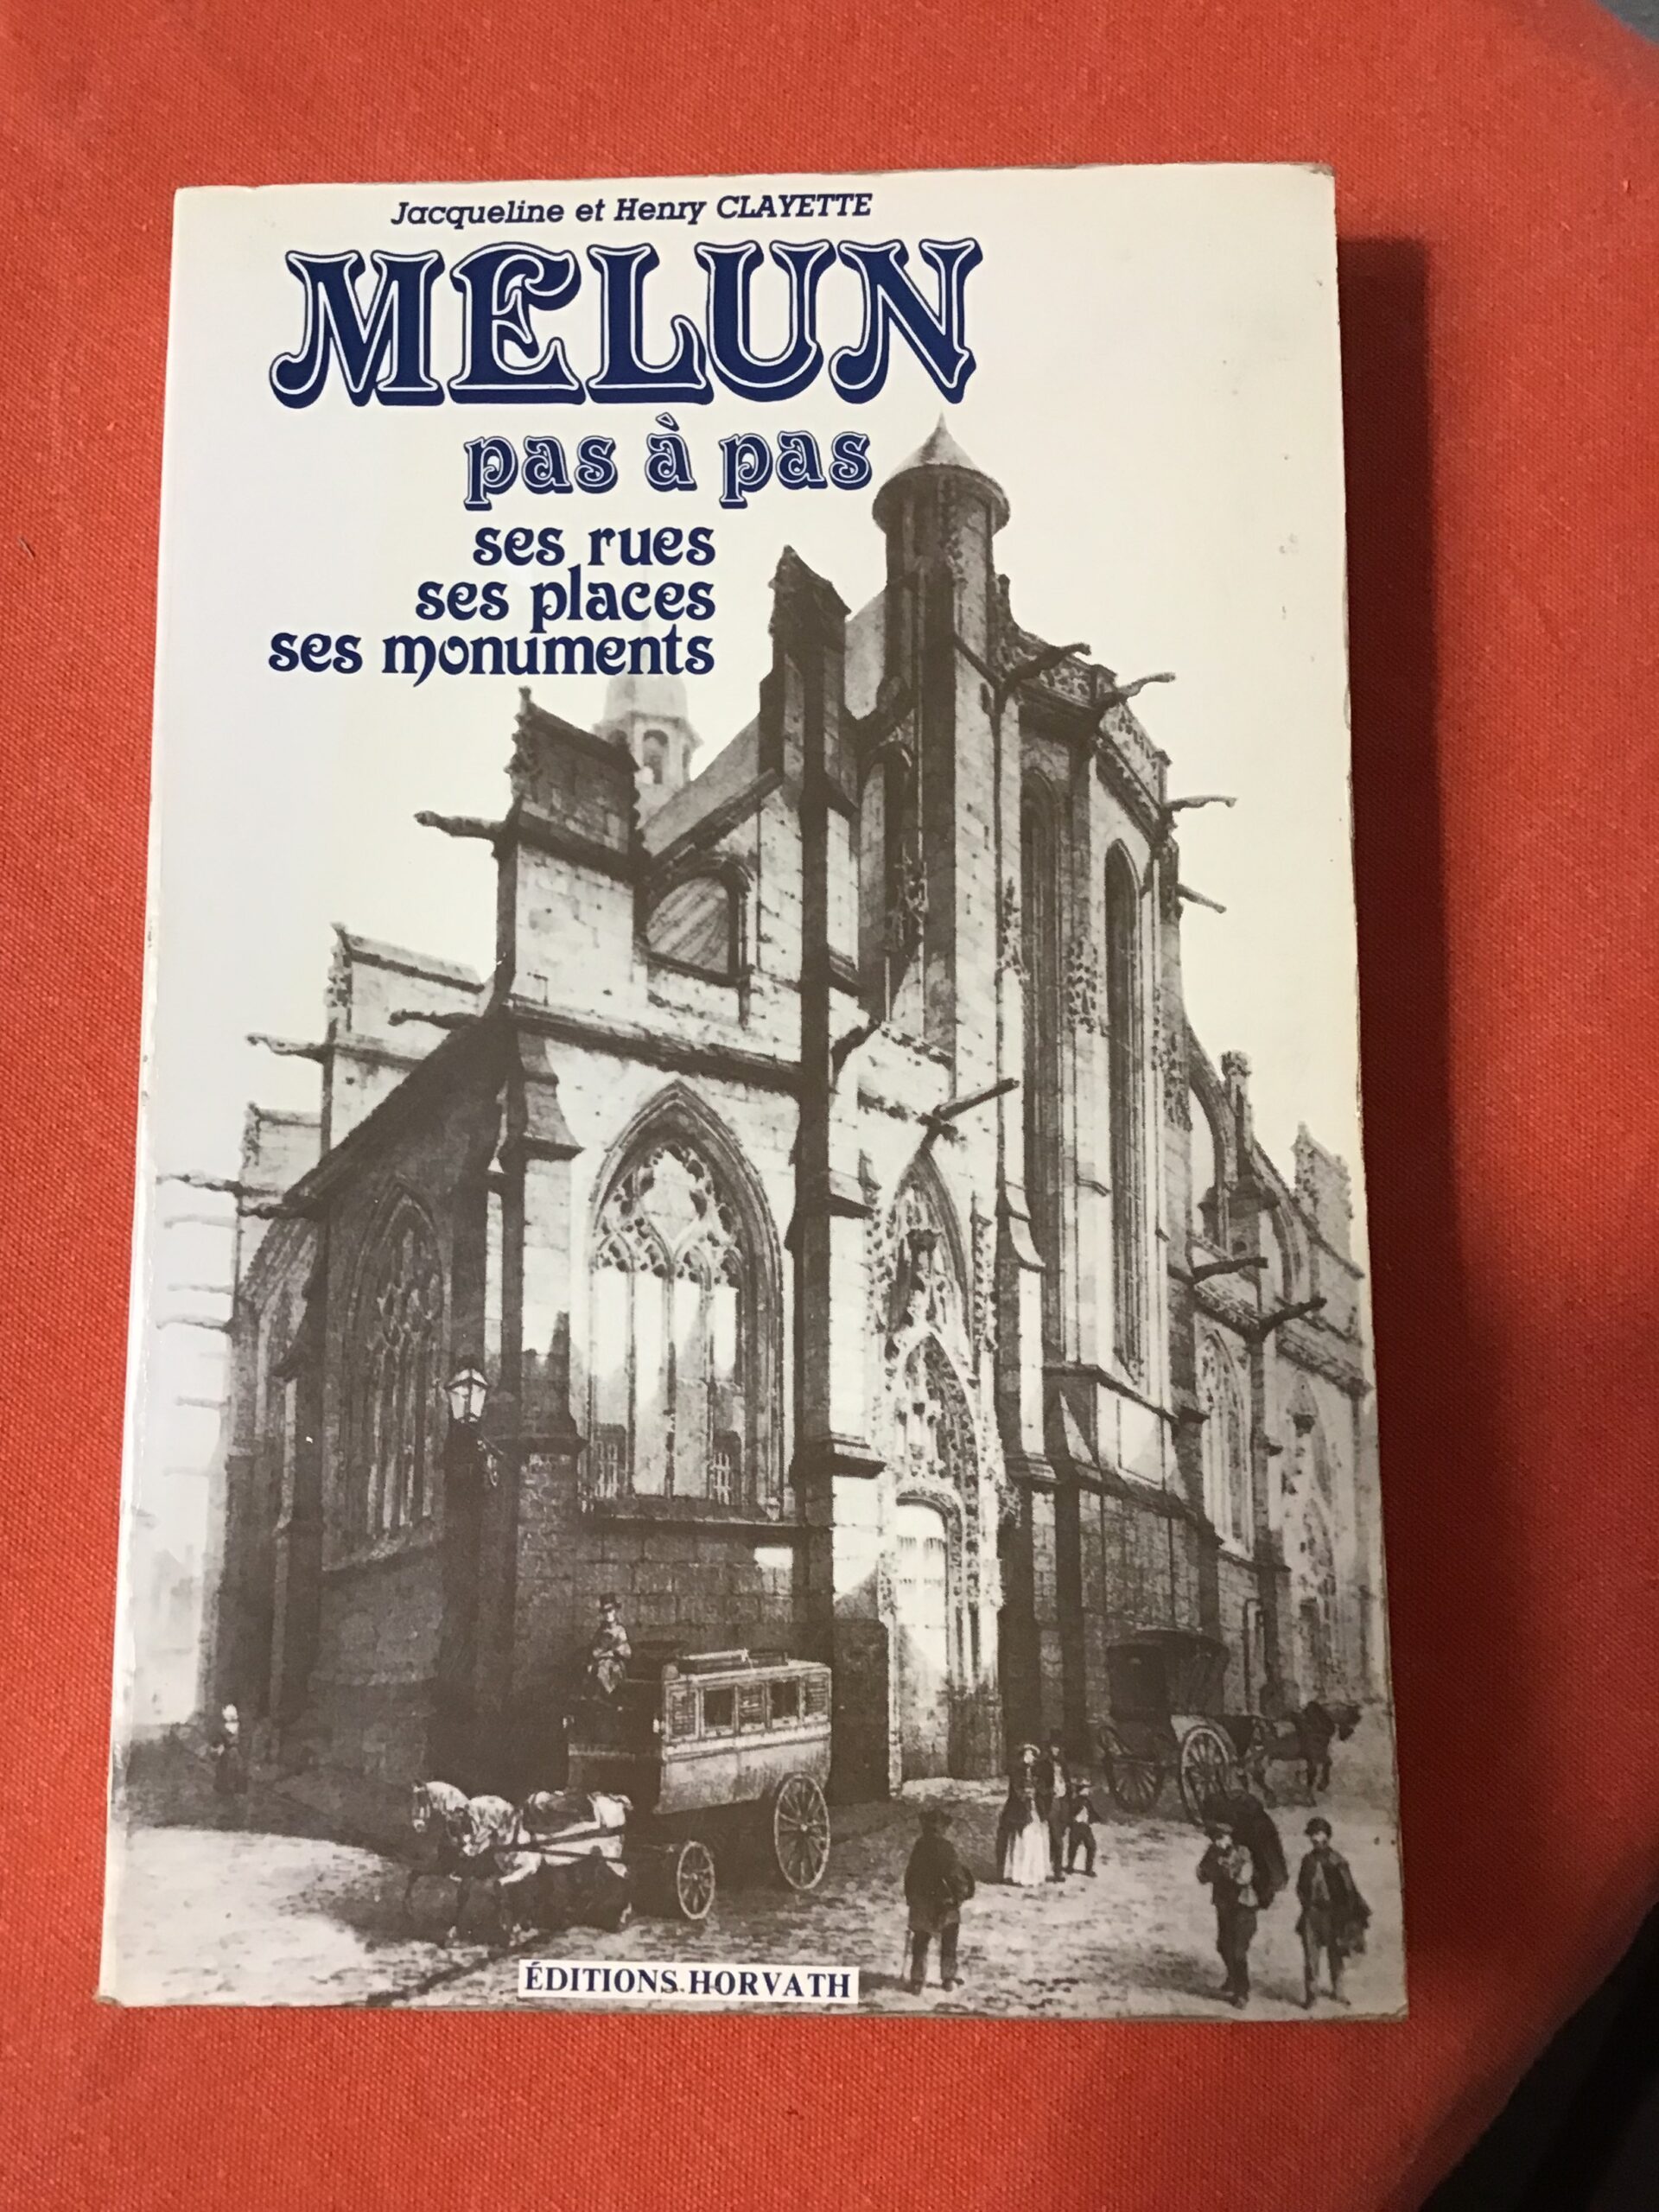 Jacqueline et Henry CLAYETTE
MELUN
pas à pas
ses rues
ses places
ses monuments
ÉDITIONS HORVATH